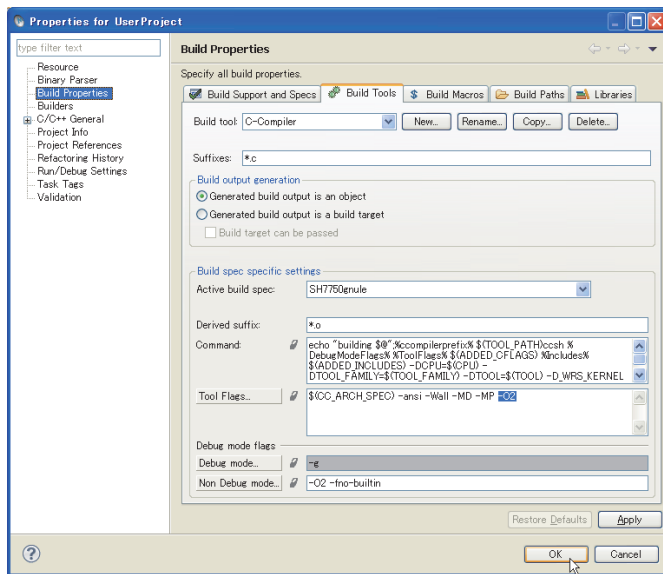 Properties for UserProject
type filter text
Resource
Binary Parser
Build Properties
Builders
C/C++ General
Project Info
Project References
Refactoring History
Run/Debug Settings
Task Tags
Validation
Build Properties
Specify all build properties.
Build Support and Specs
Build Tools
Build Macros
Build Paths
Libraries
Build tool: C-Compiler
New...
Rename...
Copy...
Delete...
Suffixes: *.c
Build output generation
Generated build output is an object
Generated build output is a build target
Build target can be passed
Build spec specific settings
Active build spec: SH7750gnule
Derived suffix: *.o
Command: echo "building $@";%ccompilerprefix% $(TOOL_PATH)ccsh %
DebugModeFlags% %ToolFlags% $(ADDED_CFLAGS) %Includes%
$(ADDED_INCLUDES) -DCPU=$(CPU) -
DTOOL_FAMILY=$(TOOL_FAMILY) -DTOOL=$(TOOL) -D_WRS_KERNEL
Tool Flags... $(CC_ARCH_SPEC) -ansi -Wall -MD -MP -O2
Debug mode flags
Debug mode... -g
Non Debug mode... -O2 -fno-builtin
Restore Defaults
Apply
OK
Cancel